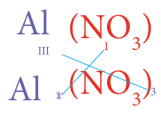 Al (NO3)
III I
Al 1 (NO3)3